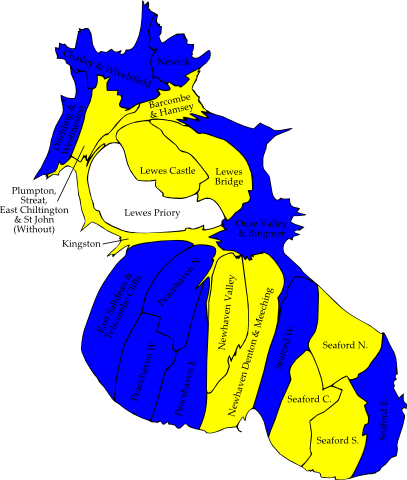 Newick
Chailey & Wivelsfield
Barcombe
& Hamsey
Ditchling &
Westmeston
Lewes Castle
Lewes
Bridge
Plumpton,
Streat,
East Chiltington
& St John
(Without)
Lewes Priory
Ouse Valley
& Ringmer
Kingston
East Saltdean &
Telscombe Cliffs
Peacehaven N.
Newhaven Valley
Newhaven Denton & Meeching
Peacehaven W.
Peacehaven E.
Seaford W.
Seaford N.
Seaford C.
Seaford E.
Seaford S.